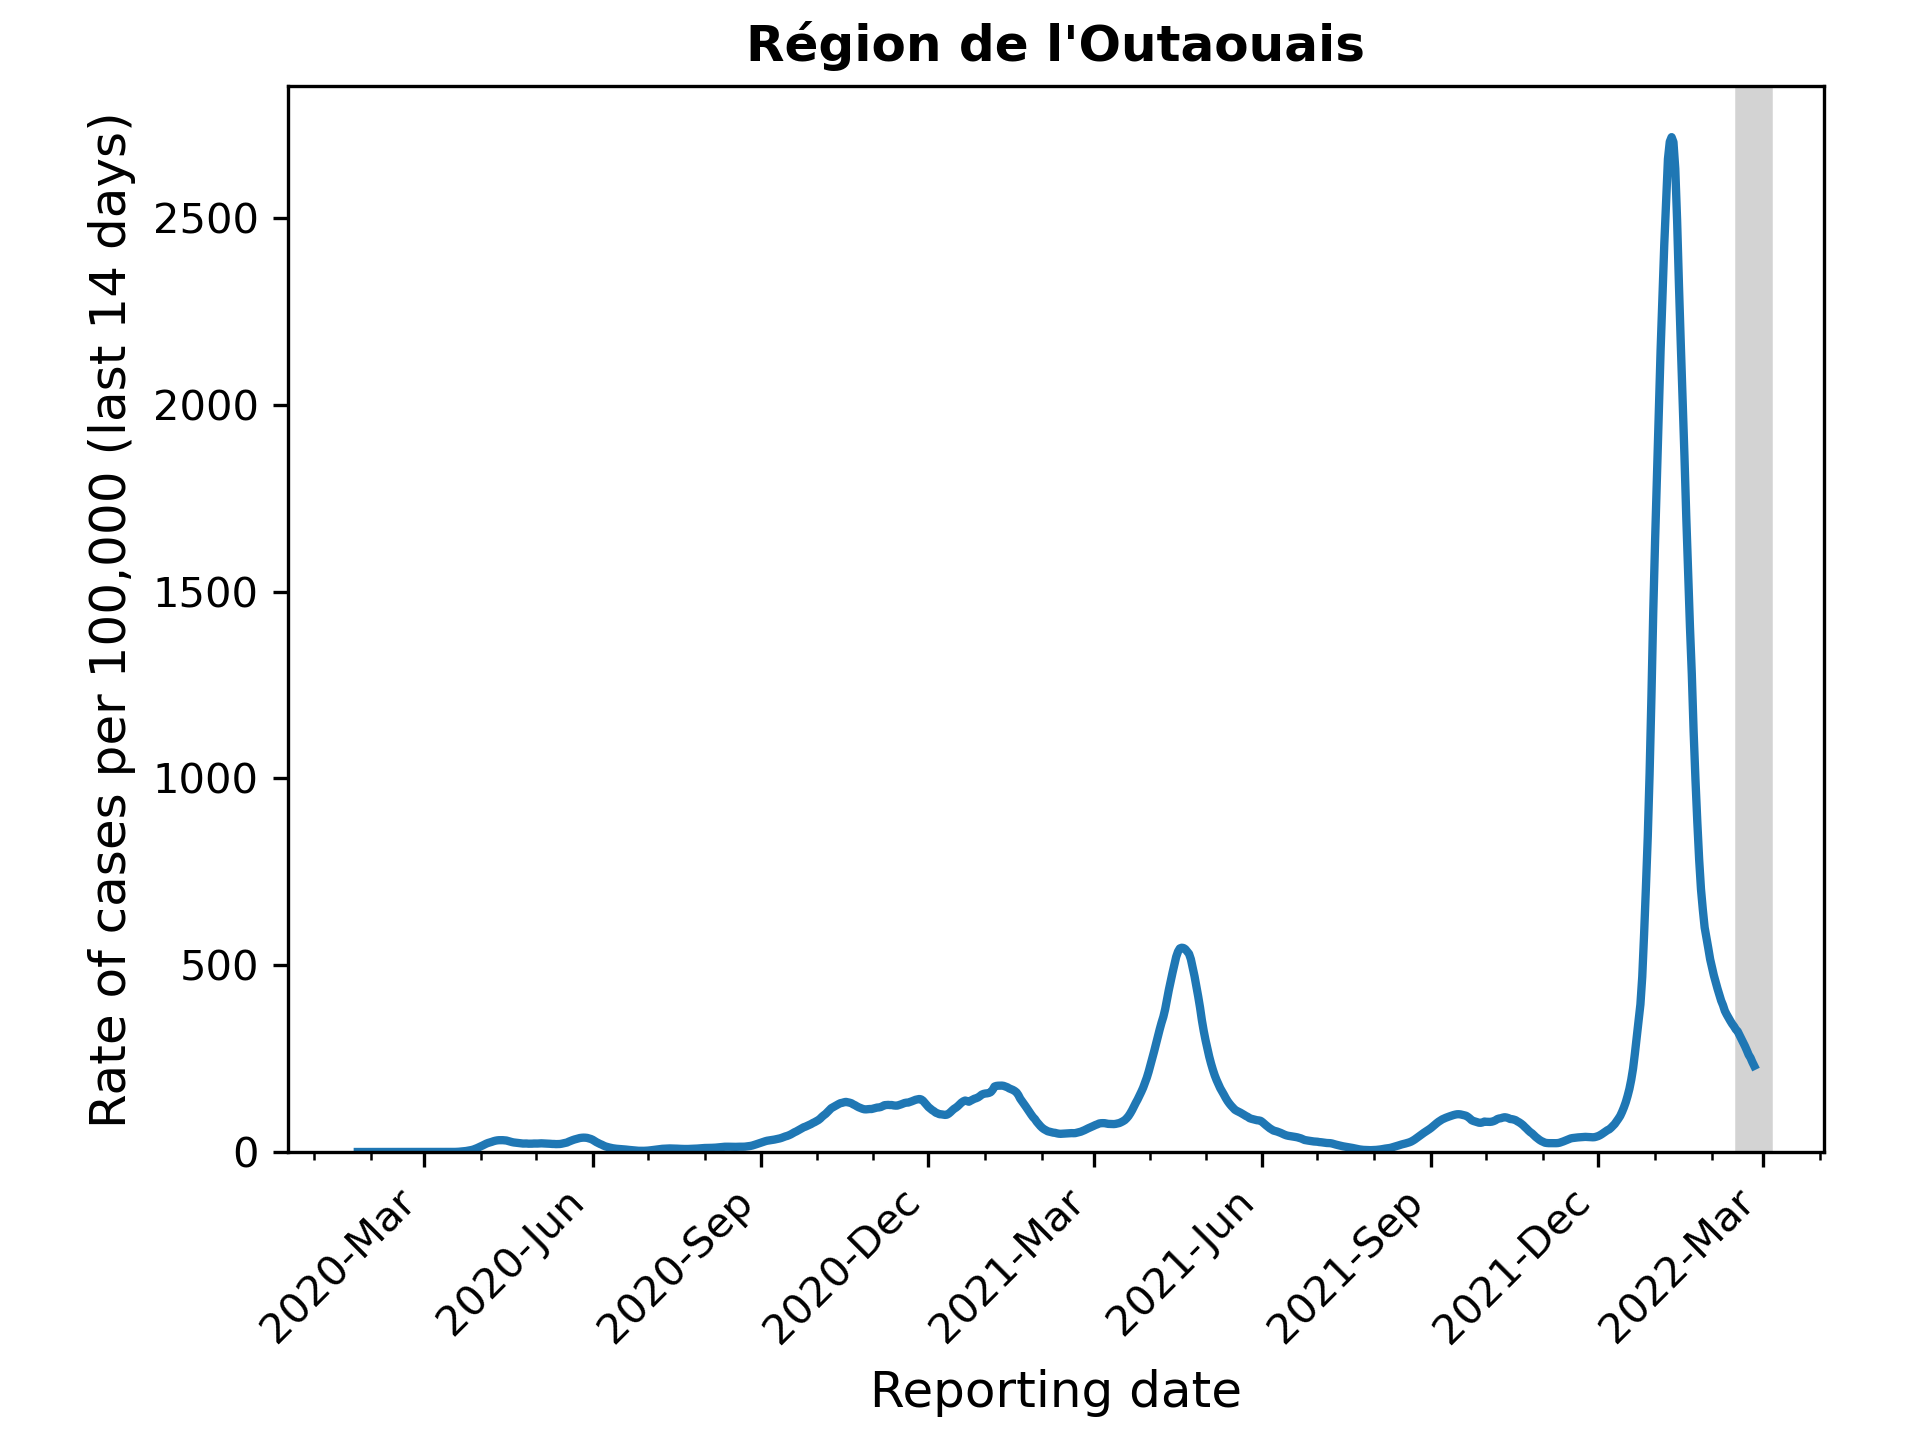 Région de l'Outaouais
Rate of cases per 100,000 (last 14 days)
2500
2000
1500
1000
500
0
2020-Mar
2020-Jun
2020-Sep
2020-Dec
2021-Mar
2021-Jun
2021-Sep
2021-Dec
2022-Mar
Reporting date